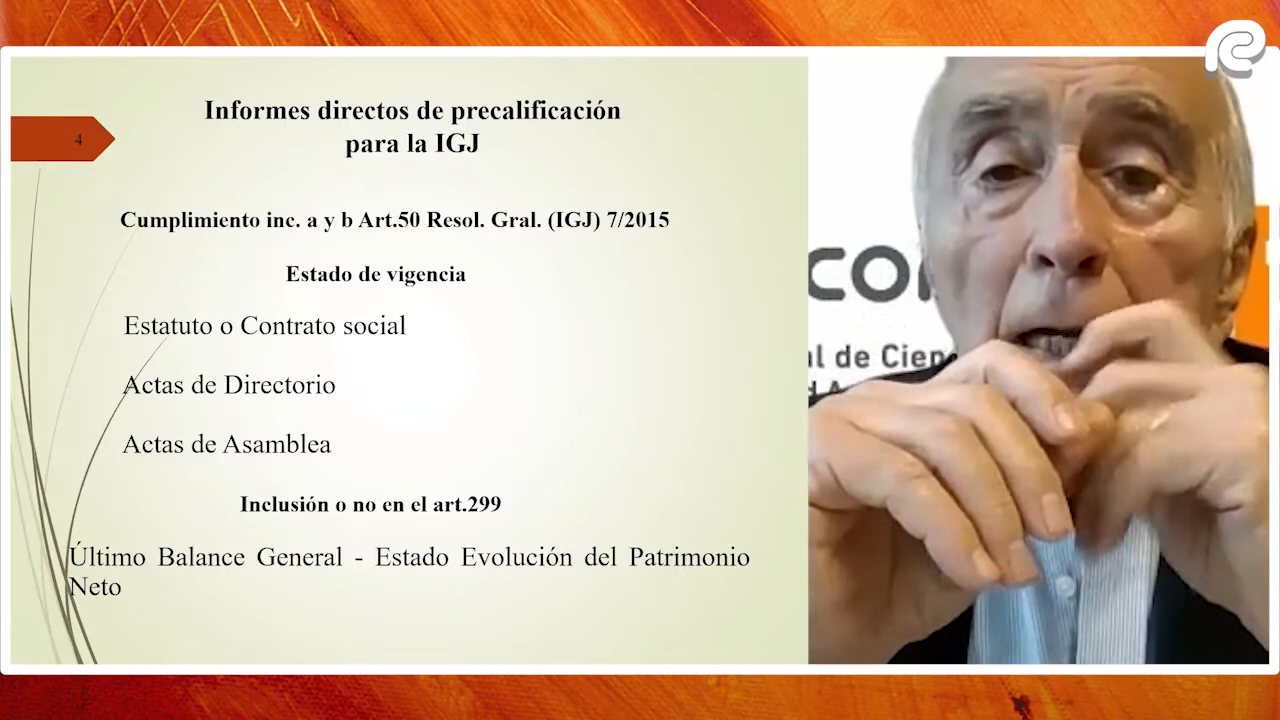 4
Informes directos de precalificación
para la IGJ
Cumplimiento inc. a y b Art.50 Resol. Gral. (IGJ) 7/2015
Estado de vigencia
Estatuto o Contrato social
Actas de Directorio
Actas de Asamblea
Inclusión o no en el art.299
Último Balance General - Estado Evolución del Patrimonio
Neto
de Cien